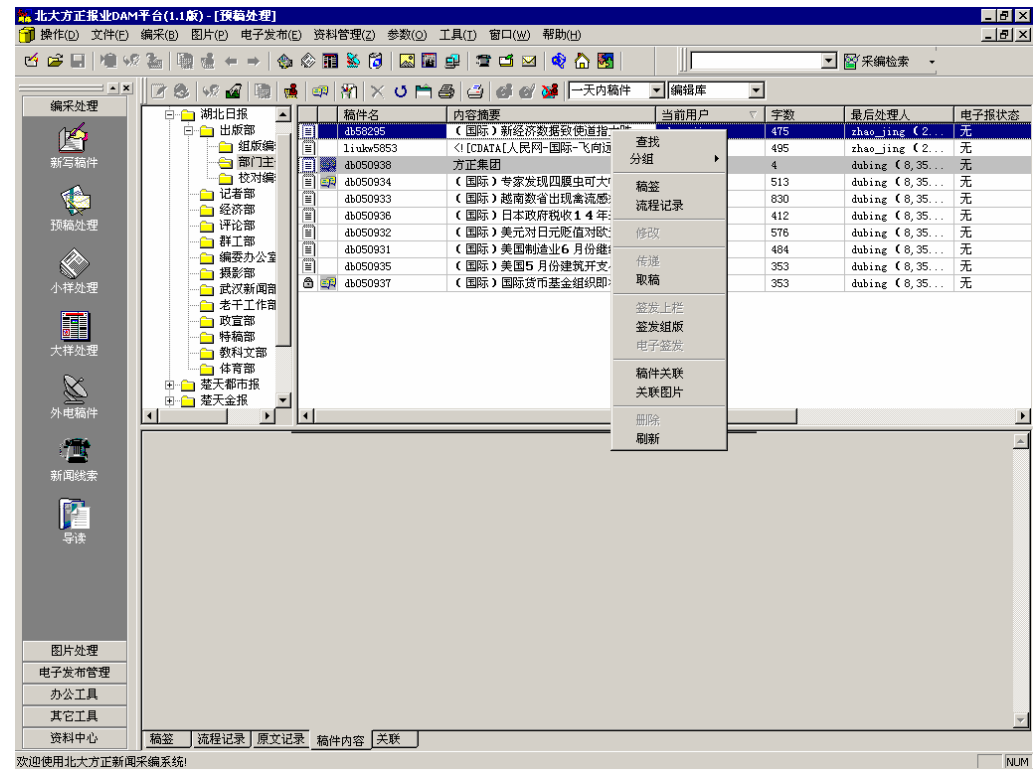 北大方正报业DAM平台(1.1版) - [预稿处理]
操作(D) 文件(F) 编采(B) 图片(P) 电子发布(E) 资料管理(Z) 参数(O) 工具(T) 窗口(W) 帮助(H)
采编检索
编采处理
一天内稿件 编辑库
新写稿件
预稿处理
小样处理
大样处理
外电稿件
新闻线索
导读
图片处理
电子发布管理
办公工具
其它工具
资料中心
湖北日报
出版部
组版编
部门主
校对编
记者部
经济部
评论部
群工部
编委办公室
摄影部
武汉新闻部
老干工作部
政宣部
特稿部
教科文部
体育部
楚天都市报
楚天金报
稿件名 内容摘要 当前用户 字数 最后处理人 电子报状态
db58295 (国际)新经济数据致使道指 475 zhao_jing (2... 无
liukw5853 <![CDATA[人民网-国际-飞向远 495 zhao_jing (2... 无
db050938 方正集团 4 dubing (8,35... 无
db050934 (国际)专家发现四膜虫可大 513 dubing (8,35... 无
db050933 (国际)越南数省出现禽流感 830 dubing (8,35... 无
db050936 (国际)日本政府税收14年 412 dubing (8,35... 无
db050932 (国际)美元对日元贬值对欧 576 dubing (8,35... 无
db050931 (国际)美国制造业6月份继 484 dubing (8,35... 无
db050935 (国际)美国5月份建筑开支 353 dubing (8,35... 无
db050937 (国际)国际货币基金组织即 353 dubing (8,35... 无
查找
分组
稿签
流程记录
修改
传递
取稿
签发上栏
签发组版
电子签发
稿件关联
关联图片
删除
刷新
稿签 流程记录 原文记录 稿件内容 关联
欢迎使用北大方正新闻采编系统! NUM